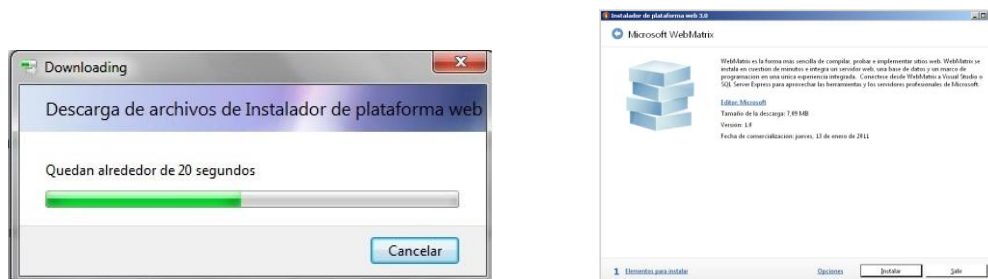 Downloading
Descarga de archivos de Instalador de plataforma web
Quedan alrededor de 20 segundos
Cancelar
Instalador de plataforma web 3.0
Microsoft WebMatrix
WebMatrix es la forma más sencilla de compilar, probar e implementar sitios web. WebMatrix se
instala en cuestión de minutos e integra un servidor web, una base de datos y un marco de
programación en una única experiencia integrada. Conéctese desde WebMatrix a Visual Studio o
SQL Server Express para aprovechar las herramientas y los servidores profesionales de Microsoft.
Editor: Microsoft
Tamaño de la descarga: 7,69 MB
Versión: 1.0
Fecha de comercialización: jueves, 13 de enero de 2011
1 Elementos para instalar
Opciones
Instalar
Salir